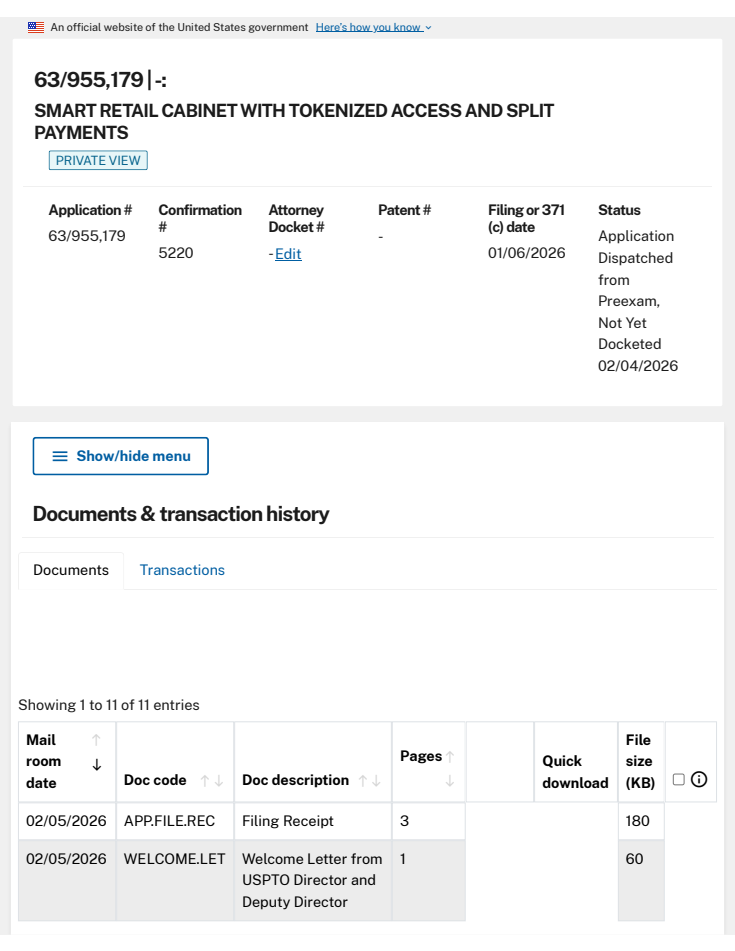 An official website of the United States government Here's how you know
63/955,179 | -:
SMART RETAIL CABINET WITH TOKENIZED ACCESS AND SPLIT
PAYMENTS
PRIVATE VIEW
Application # Confirmation # Attorney Docket # Patent # Filing or 371 (c) date Status
63/955,179 5220 - Edit - 01/06/2026 Application
Dispatched
from
Preexam,
Not Yet
Docketed
02/04/2026
Show/hide menu
Documents & transaction history
Documents Transactions
Showing 1 to 11 of 11 entries
Mail room date Doc code Doc description Pages Quick download File size (KB)
02/05/2026 APP.FILE.REC Filing Receipt 3 180
02/05/2026 WELCOME.LET Welcome Letter from 1 60
USPTO Director and
Deputy Director